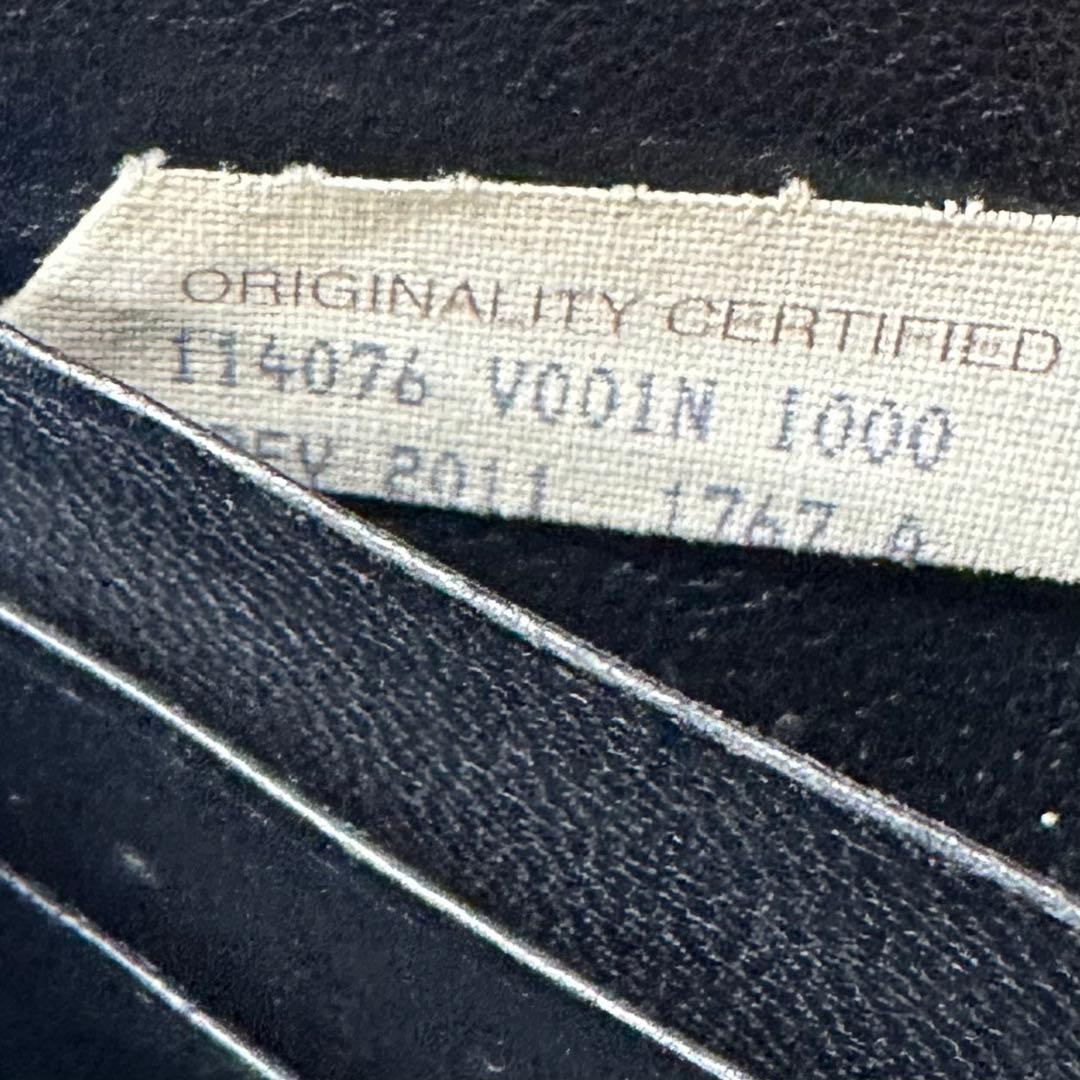 ORIGINALITY CERTIFIED
114076 V001N 1000
2011 1767 A